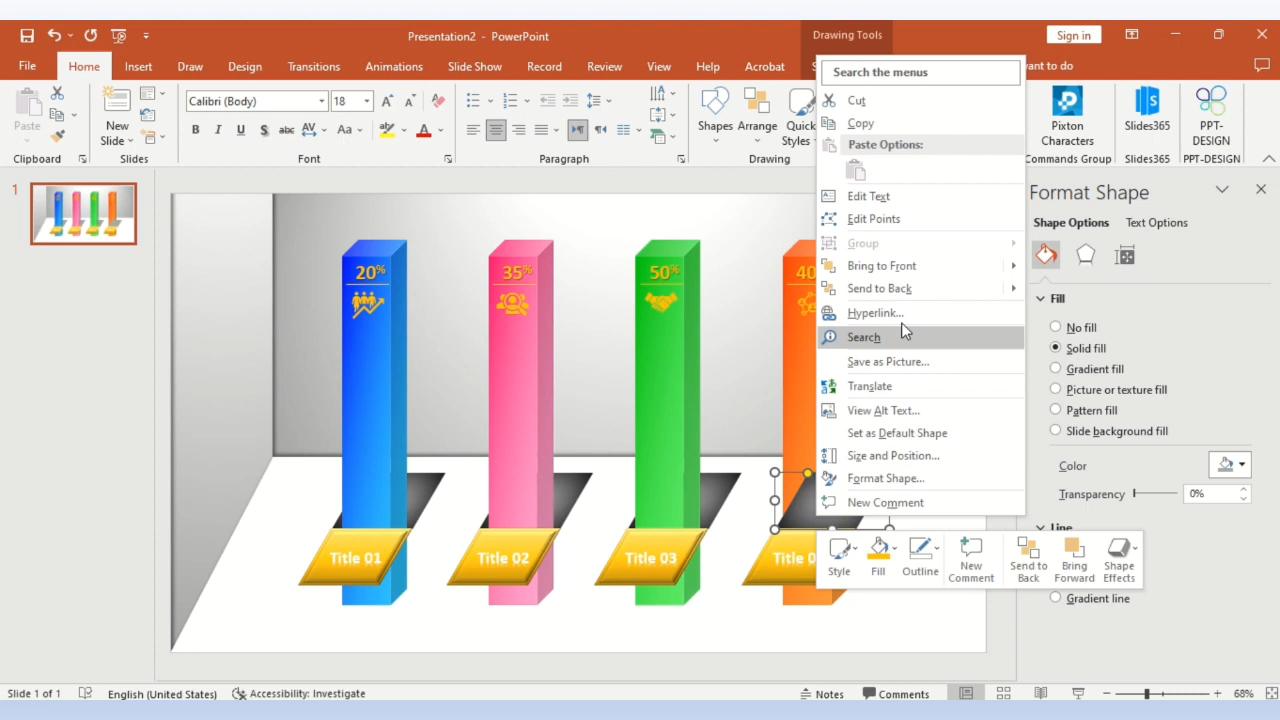 Presentation2 - PowerPoint
Drawing Tools
Sign in
File Home Insert Draw Design Transitions Animations Slide Show Record Review View Help Acrobat
want to do
Search the menus
Paste
Clipboard
New
Slide
Slides
Calibri (Body) 18
B I U S abc AV Aa A
Font
Paragraph
Shapes Arrange Quick
Styles
Drawing
Pixton
Characters
Commands Group
Slides365
Slides365
PPT-
DESIGN
PPT-DESIGN
Cut
Copy
Paste Options:
Edit Text
Edit Points
Group
Bring to Front
Send to Back
Hyperlink...
Search
Save as Picture...
Translate
View Alt Text...
Set as Default Shape
Size and Position...
Format Shape...
New Comment
Style Fill Outline New
Comment Send to
Back Bring
Forward Shape
Effects
1
20% 35% 50% 40
Title 01 Title 02 Title 03 Title 0
Format Shape
Shape Options Text Options
Fill
No fill
Solid fill
Gradient fill
Picture or texture fill
Pattern fill
Slide background fill
Color
Transparency 0%
Line
Gradient line
Slide 1 of 1 English (United States) Accessibility: Investigate Notes Comments 68%